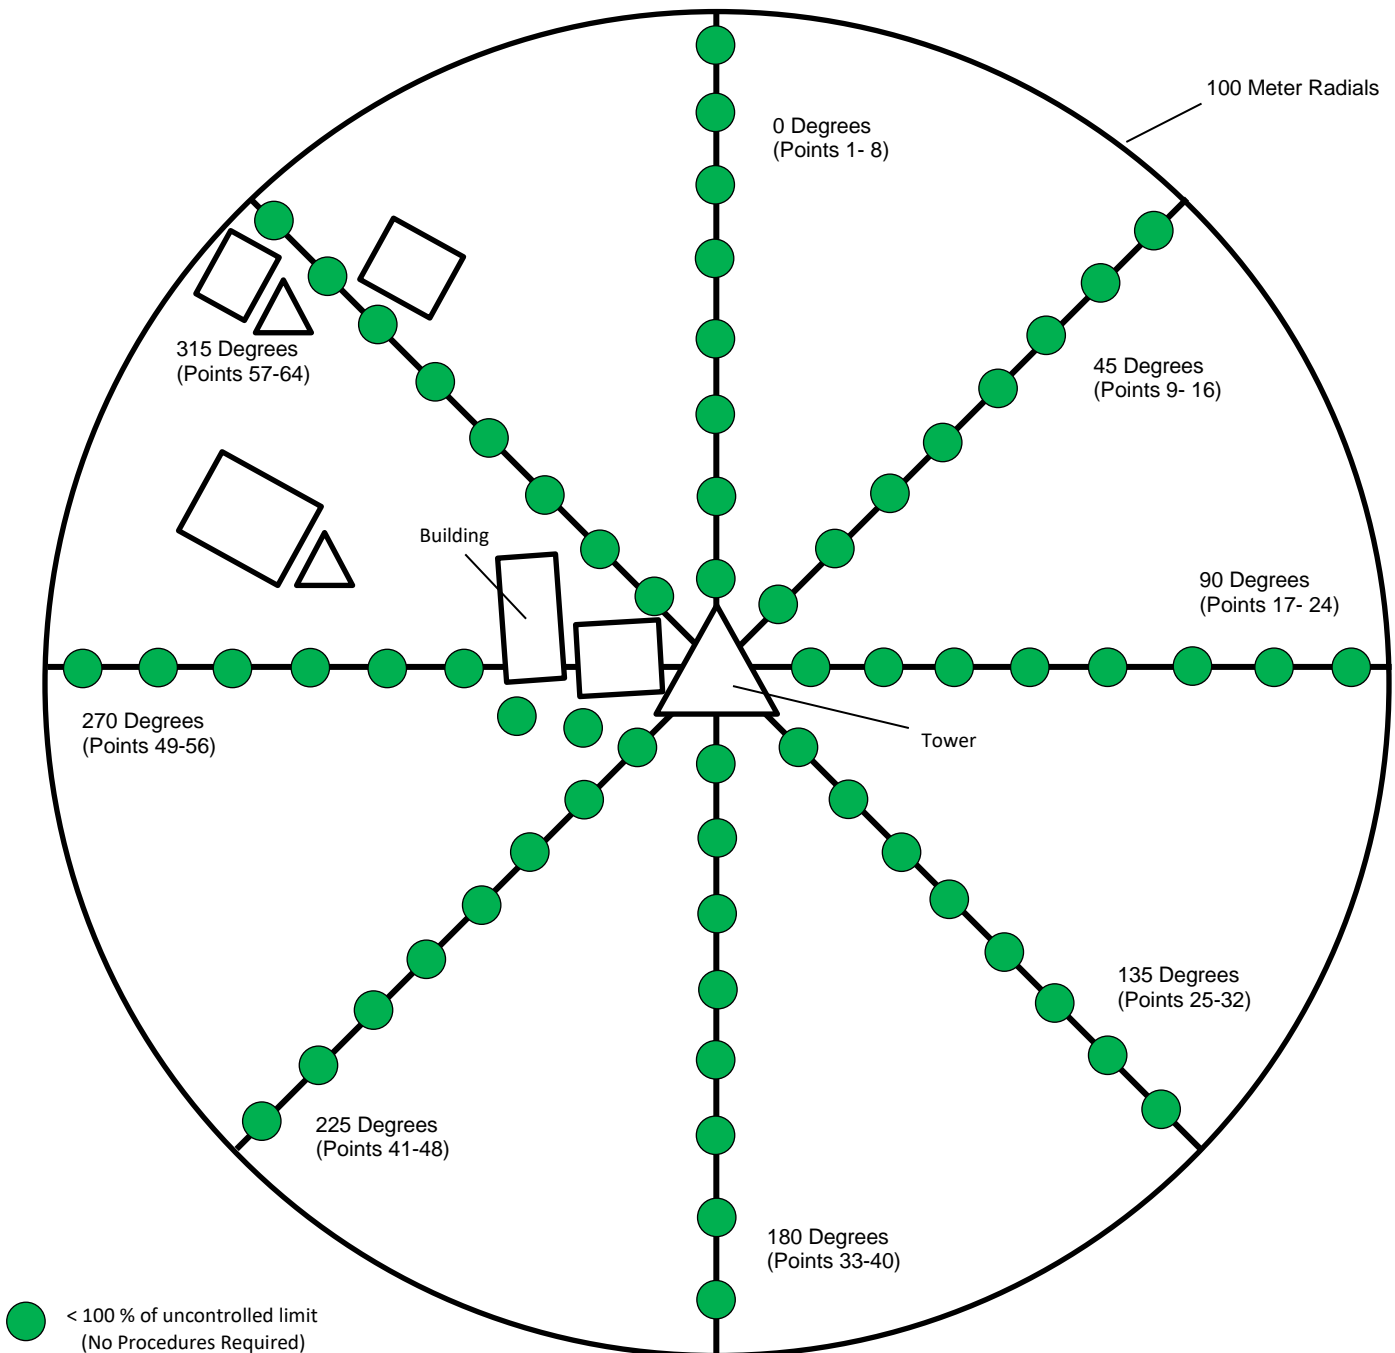 100 Meter Radials
0 Degrees
(Points 1- 8)
315 Degrees
(Points 57-64)
45 Degrees
(Points 9- 16)
Building
90 Degrees
(Points 17- 24)
270 Degrees
(Points 49-56)
Tower
135 Degrees
(Points 25-32)
225 Degrees
(Points 41-48)
180 Degrees
(Points 33-40)
< 100 % of uncontrolled limit
(No Procedures Required)